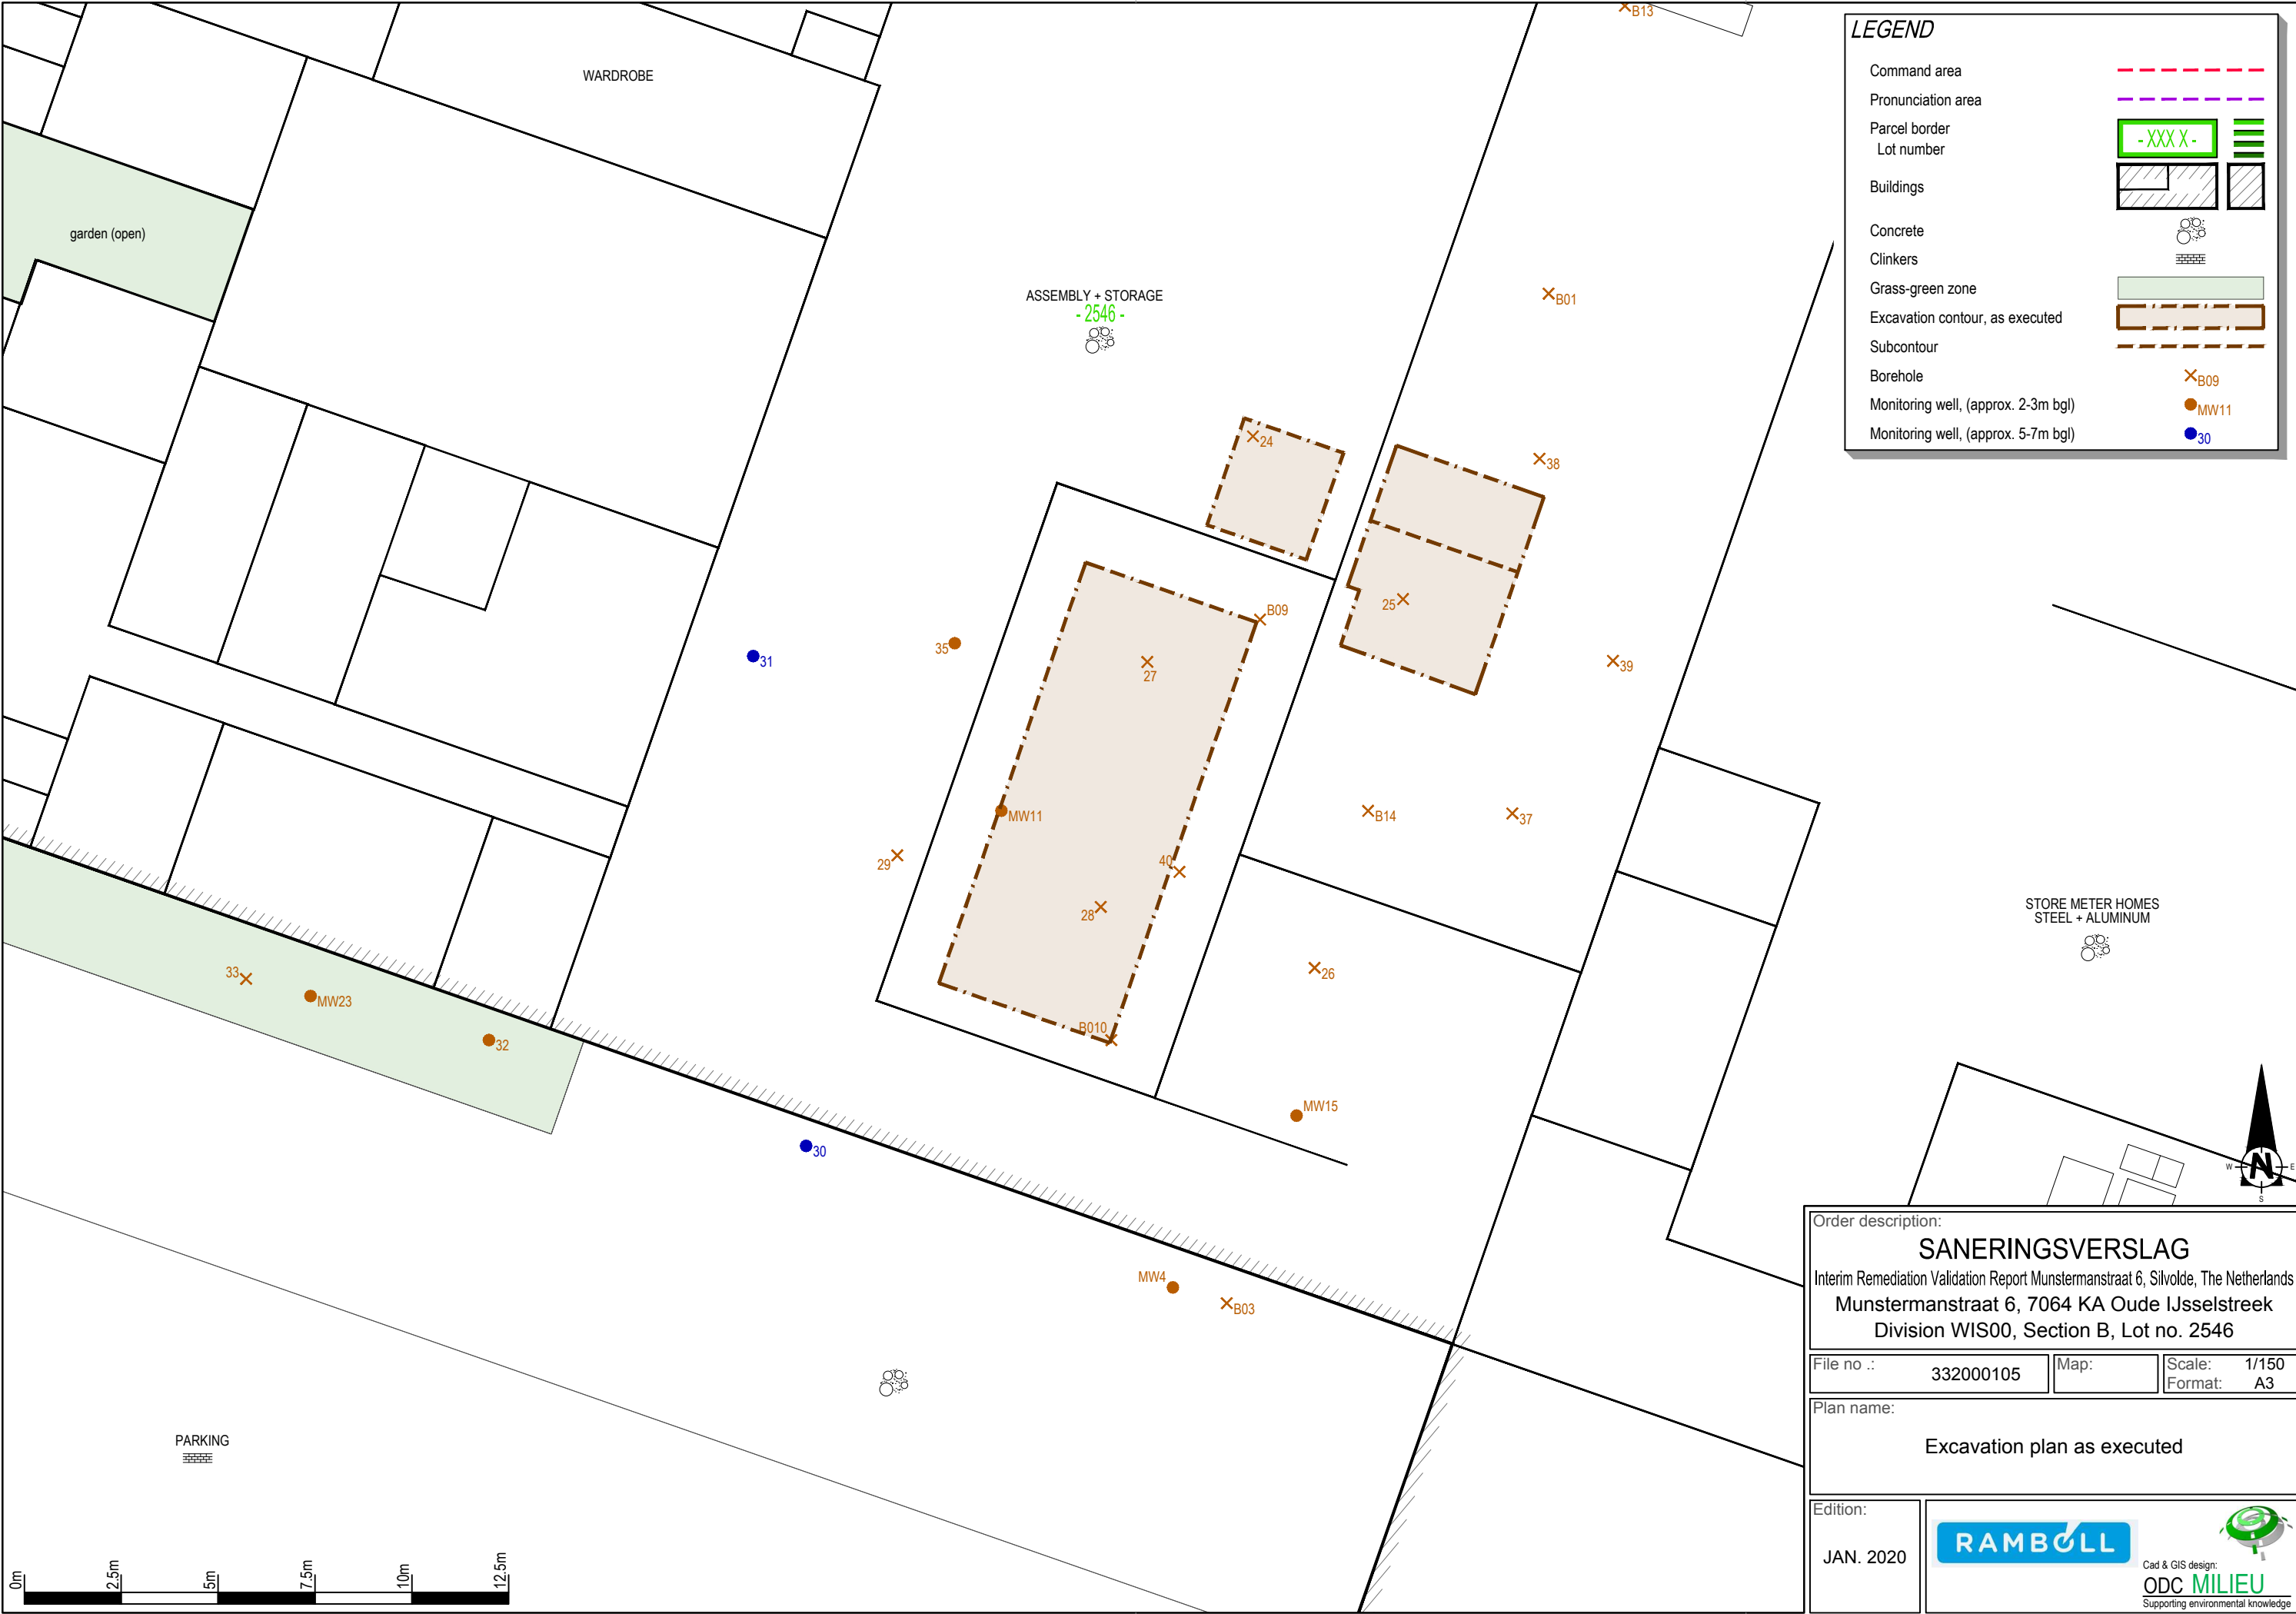 B13
WARDROBE
garden (open)
ASSEMBLY + STORAGE
- 2546 -
B01
24
38
25
B09
27
35
31
39
MW11
B14
37
29
40
28
26
33
MW23
32
B010
MW15
30
MW4
B03
STORE METER HOMES
STEEL + ALUMINUM
PARKING
0m
2.5m
5m
7.5m
10m
12.5m
LEGEND
Command area
Pronunciation area
Parcel border
Lot number
- XXX X -
Buildings
Concrete
Clinkers
Grass-green zone
Excavation contour, as executed
Subcontour
Borehole
B09
Monitoring well, (approx. 2-3m bgl)
MW11
Monitoring well, (approx. 5-7m bgl)
30
N
W
E
S
Order description:
SANERINGSVERSLAG
Interim Remediation Validation Report Munstermanstraat 6, Silvolde, The Netherlands
Munstermanstraat 6, 7064 KA Oude IJsselstreek
Division WIS00, Section B, Lot no. 2546
File no .: 332000105
Map:
Scale: 1/150
Format: A3
Plan name:
Excavation plan as executed
Edition:
JAN. 2020
RAMBOLL
Cad & GIS design:
ODC MILIEU
Supporting environmental knowledge